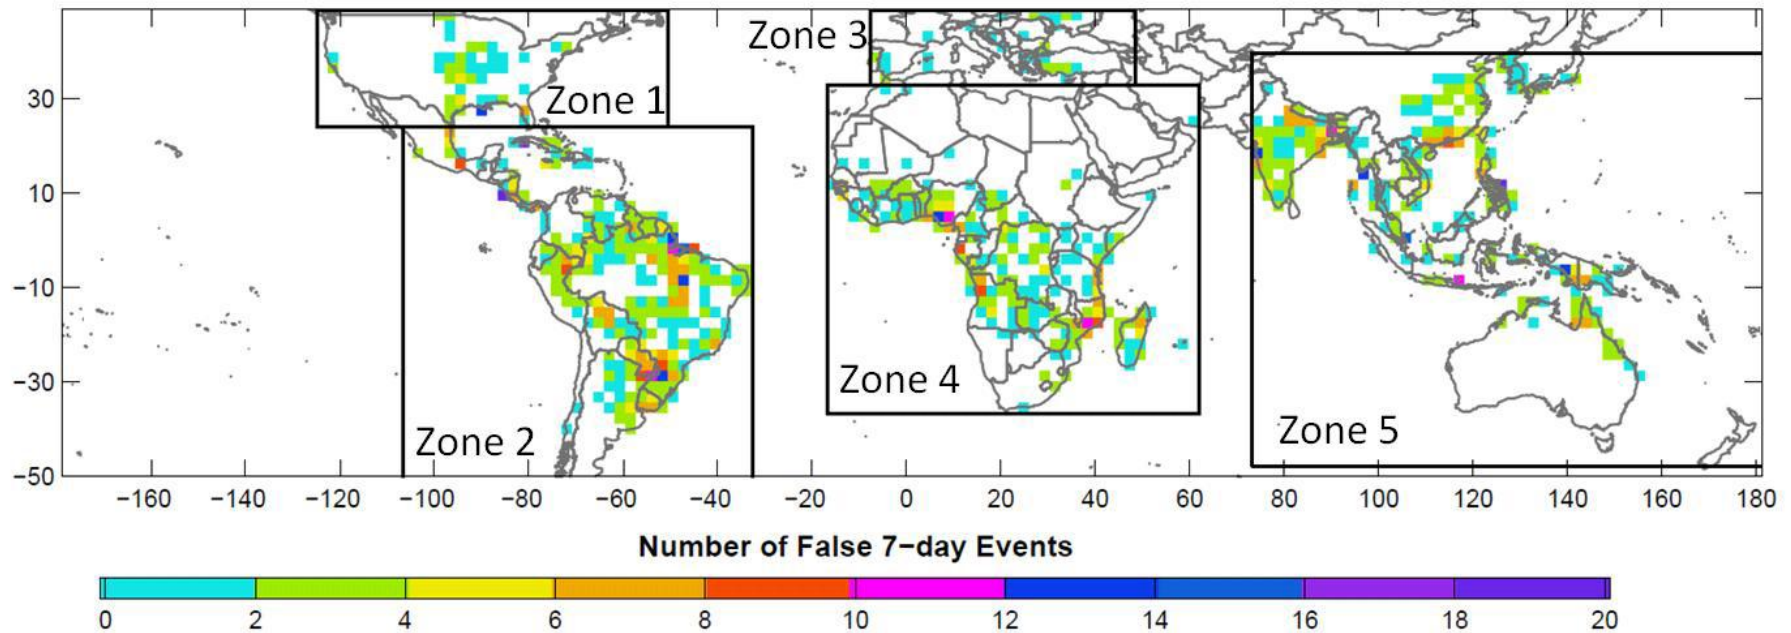 Zone 1
Zone 3
30
10
−10
−30
−50
Zone 2
Zone 4
Zone 5
−160 −140 −120 −100 −80 −60 −40 −20 0 20 40 60 80 100 120 140 160 180
Number of False 7−day Events
0 2 4 6 8 10 12 14 16 18 20